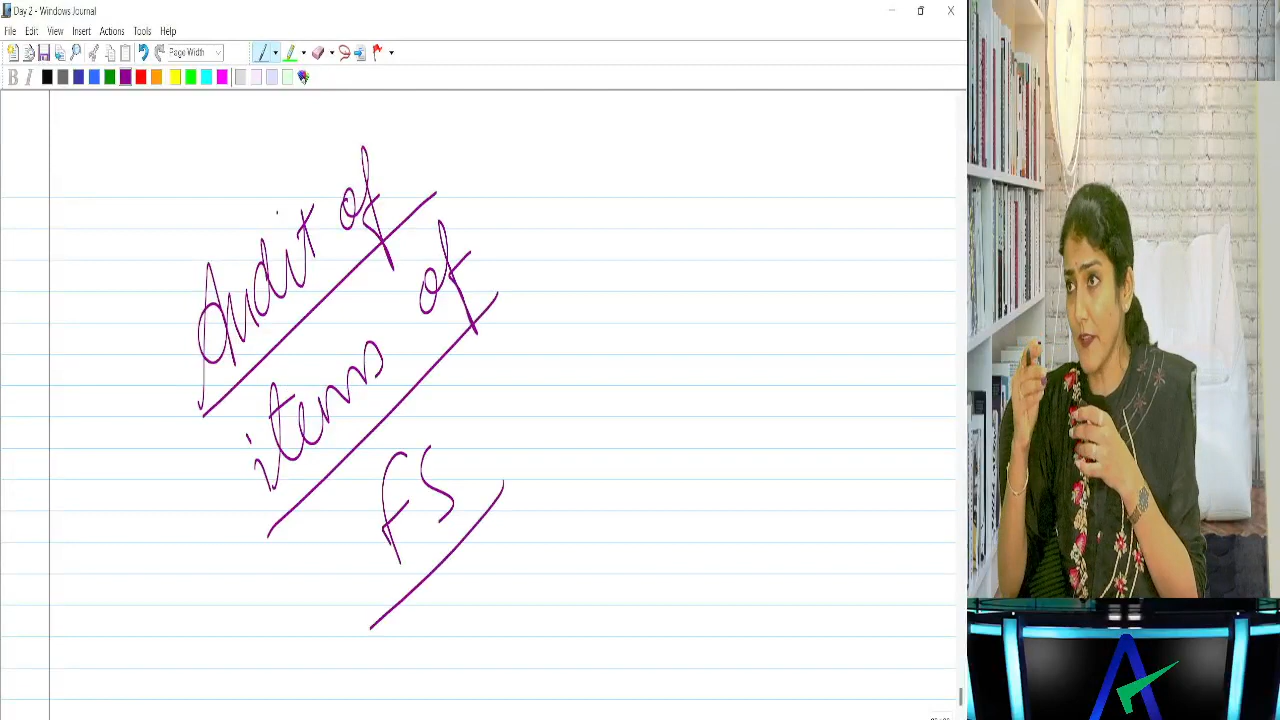 Day 2 - Windows Journal
File Edit View Insert Actions Tools Help
Page Width
B I
Audit of
items of
FS